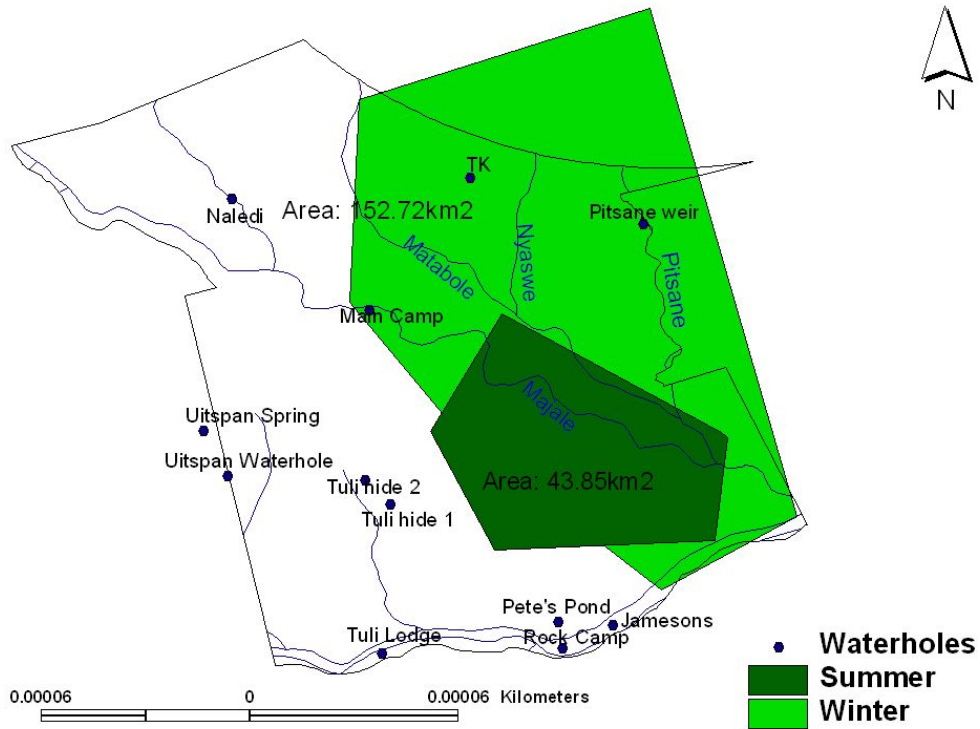 N
TK
Naledi
Area: 152.72km2
Pitsane weir
Matabole
Nyaswe
Pitsane
Main Camp
Majale
Uitspan Spring
Uitspan Waterhole
Tuli hide 2
Area: 43.85km2
Tuli hide 1
Pete's Pond
Jamesons
Tuli Lodge
Rock Camp
Waterholes
Summer
Winter
0.00006 0 0.00006 Kilometers